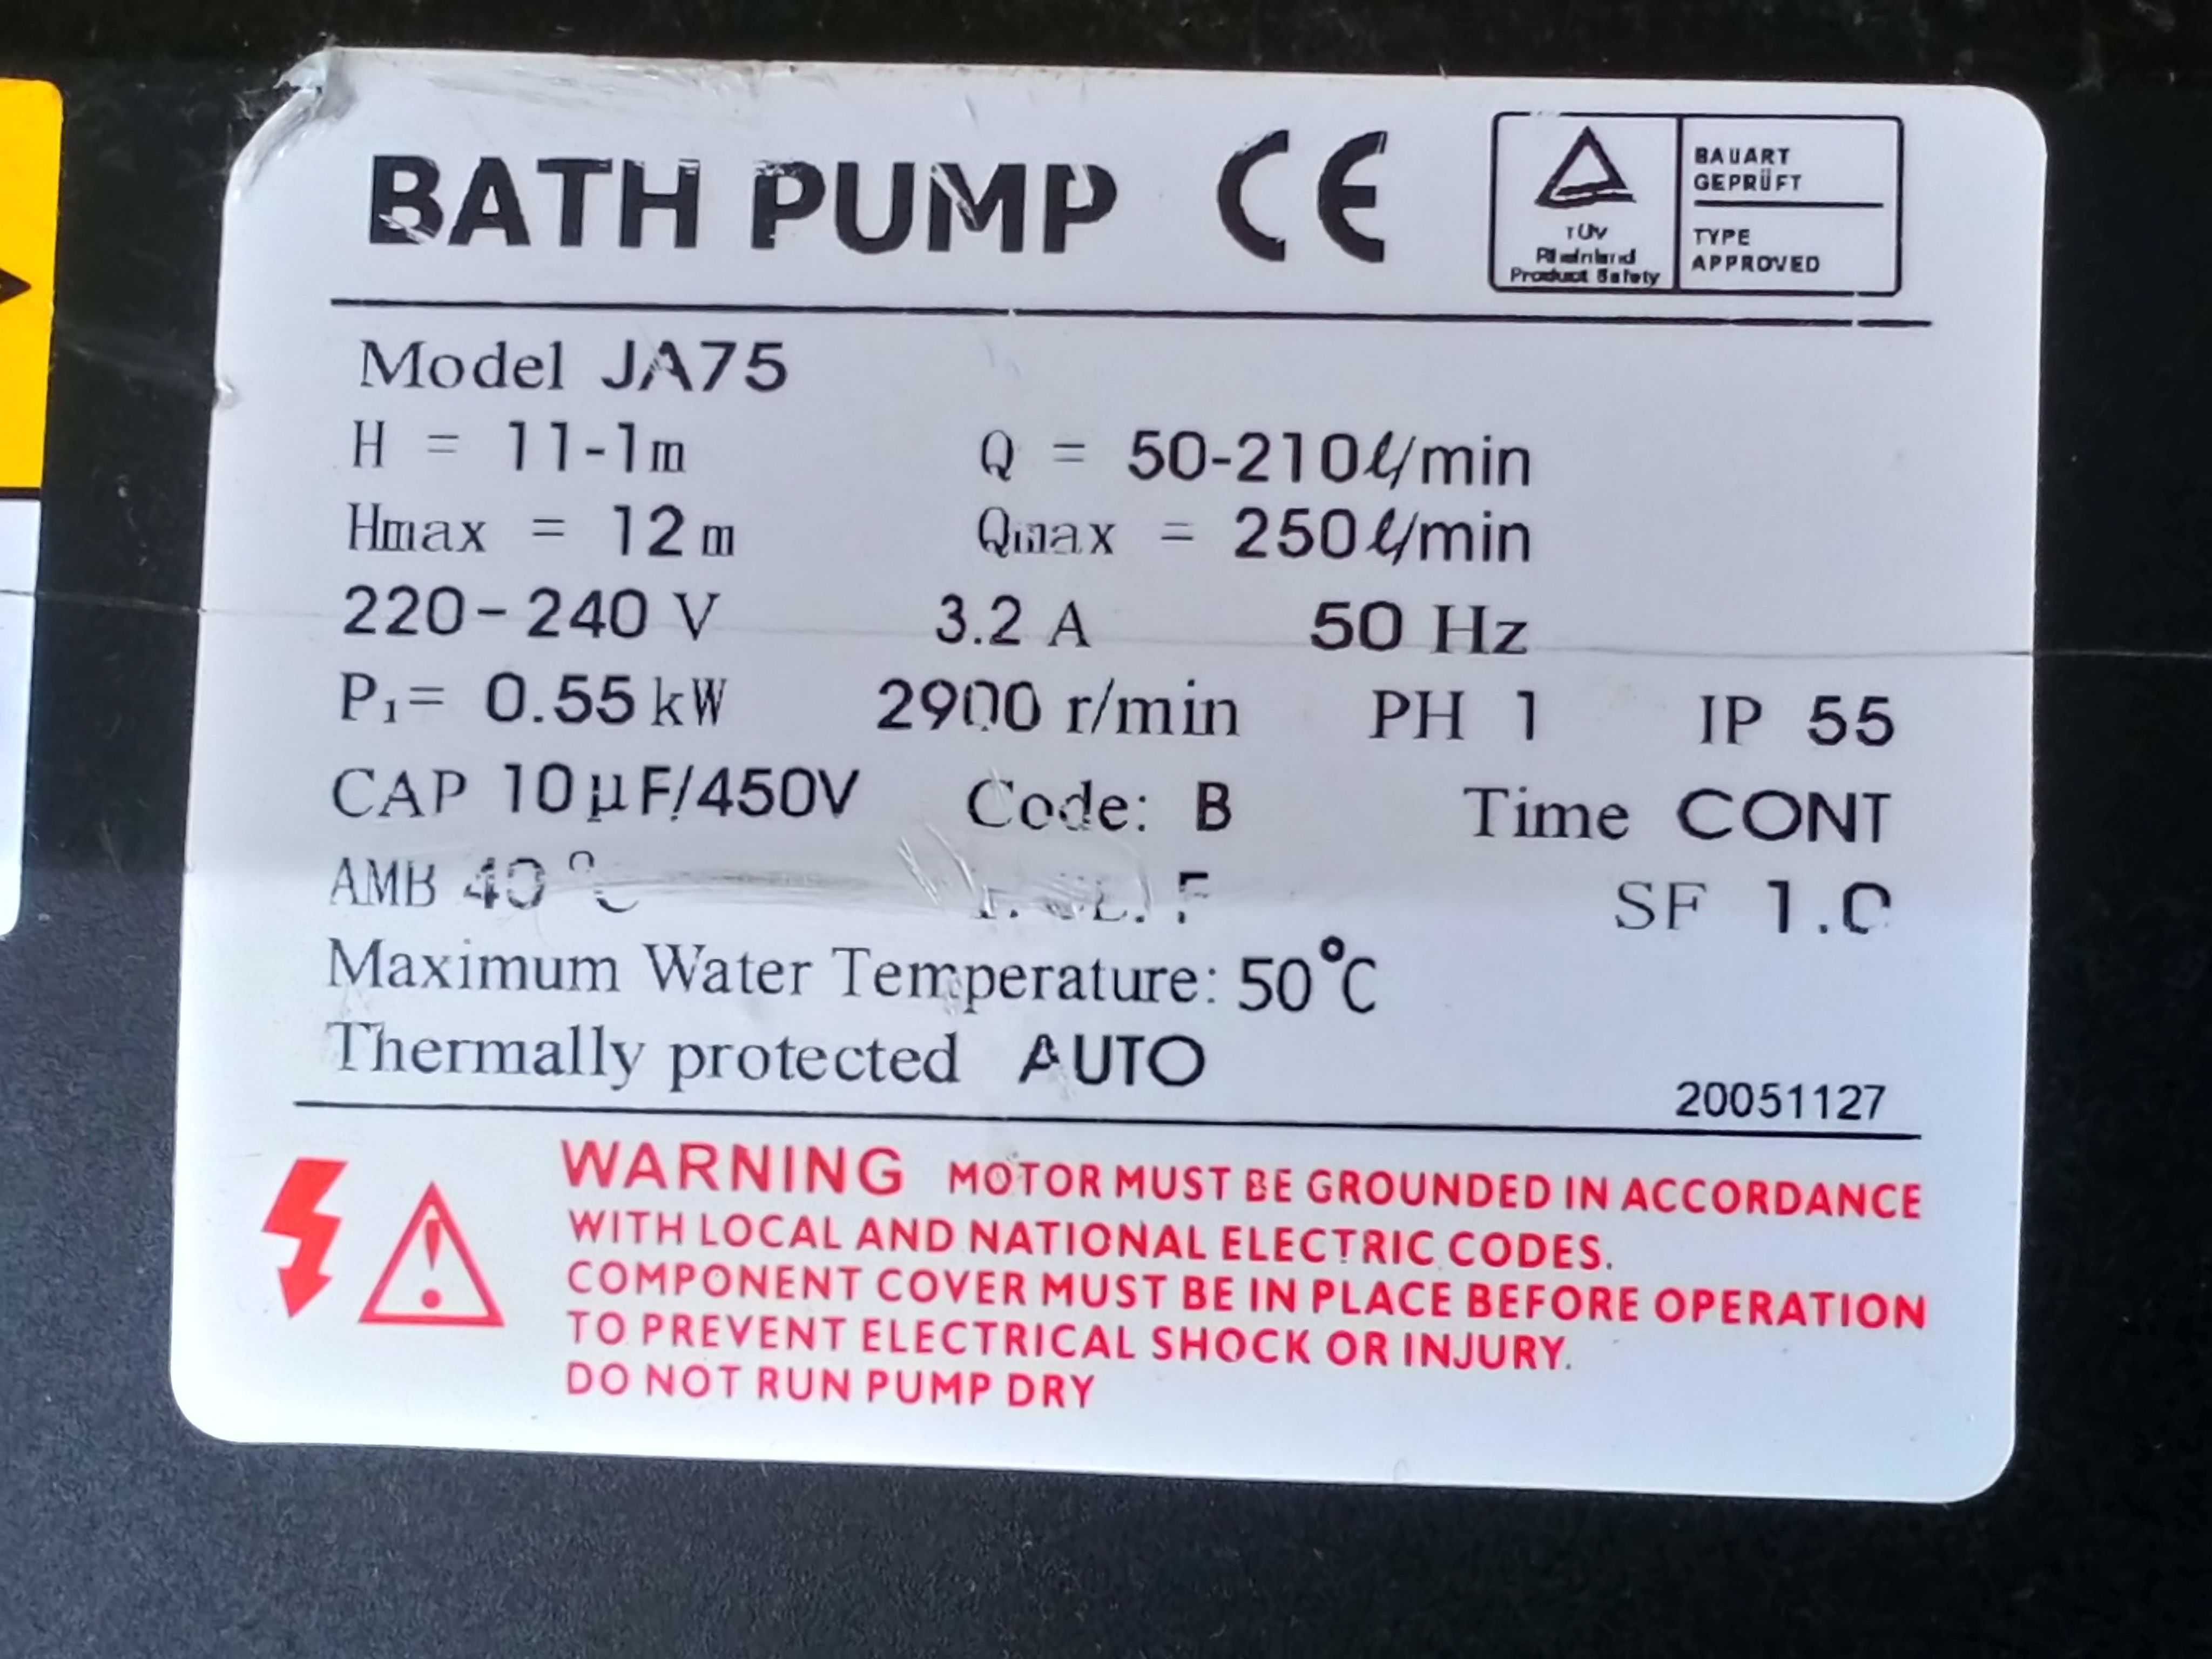 BATH PUMP CE
TÜV
Rheinland
Product Safety
BAUART
GEPRÜFT
TYPE
APPROVED
Model JA75
H = 11-1m Q = 50-210ℓ/min
Hmax = 12m Qmax = 250ℓ/min
220-240 V 3.2 A 50 Hz
P₁= 0.55 kW 2900 r/min PH 1 IP 55
CAP 10µF/450V Code: B Time CONT
AMB 40°C F SF 1.0
Maximum Water Temperature: 50°C
Thermally protected AUTO
20051127
WARNING MOTOR MUST BE GROUNDED IN ACCORDANCE
WITH LOCAL AND NATIONAL ELECTRIC CODES.
COMPONENT COVER MUST BE IN PLACE BEFORE OPERATION
TO PREVENT ELECTRICAL SHOCK OR INJURY.
DO NOT RUN PUMP DRY